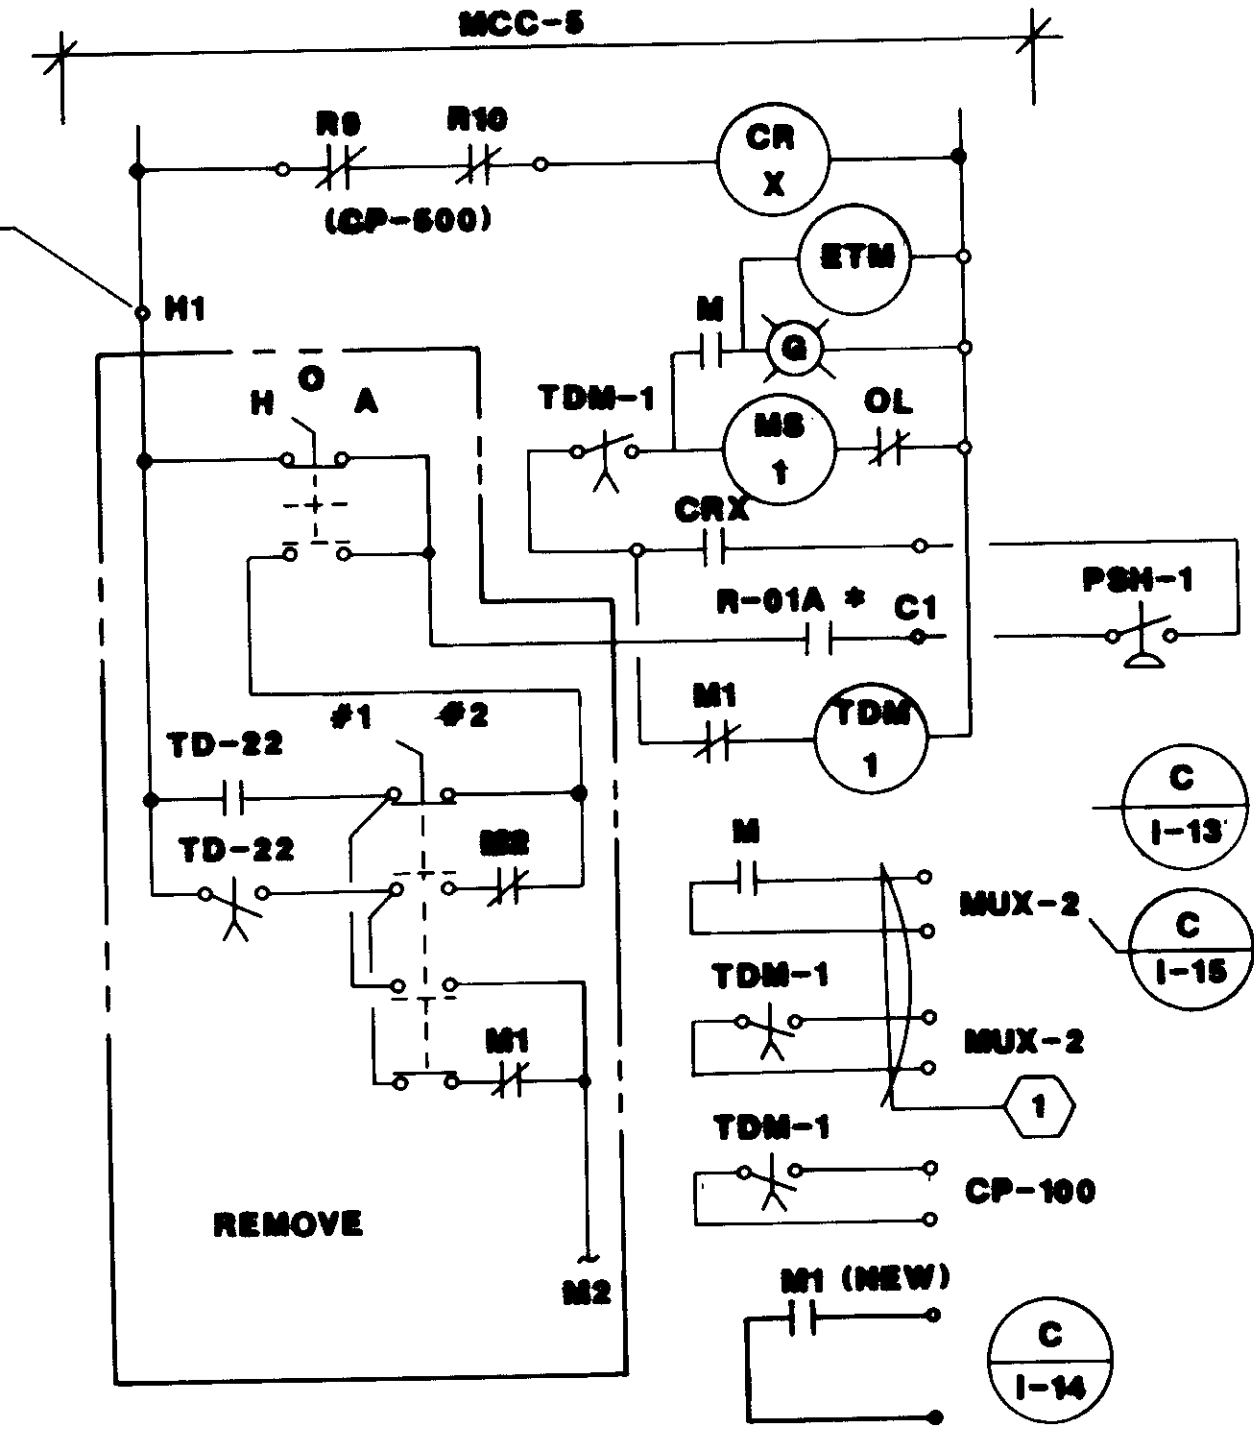 MCC-5
R9 R10
CR
X
(CP-500)
ETM
H1
M
G
O
H A
TDM-1
MS
1
OL
CRX
PSH-1
R-01A * C1
#1 #2
M1
TDM
1
TD-22
C
I-13
TD-22
M2
M
MUX-2
C
I-15
TDM-1
M1
MUX-2
1
TDM-1
CP-100
REMOVE
M2
M1 (NEW)
C
I-14